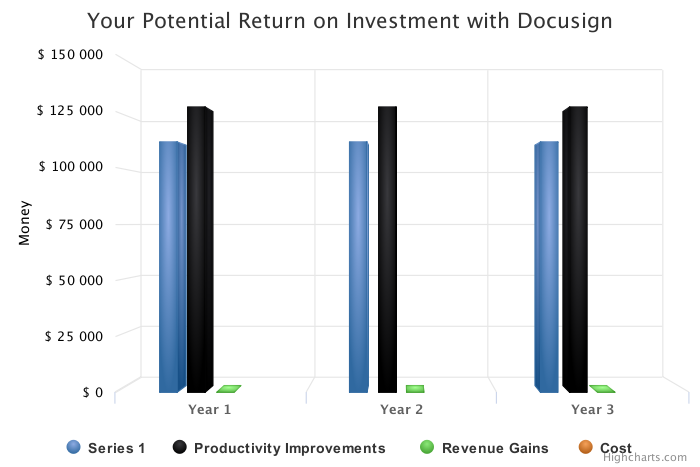 Your Potential Return on Investment with Docusign
$ 150 000
$ 125 000
$ 100 000
$ 75 000
$ 50 000
$ 25 000
$ 0
Money
Year 1 Year 2 Year 3
Series 1 Productivity Improvements Revenue Gains Cost
Highcharts.com